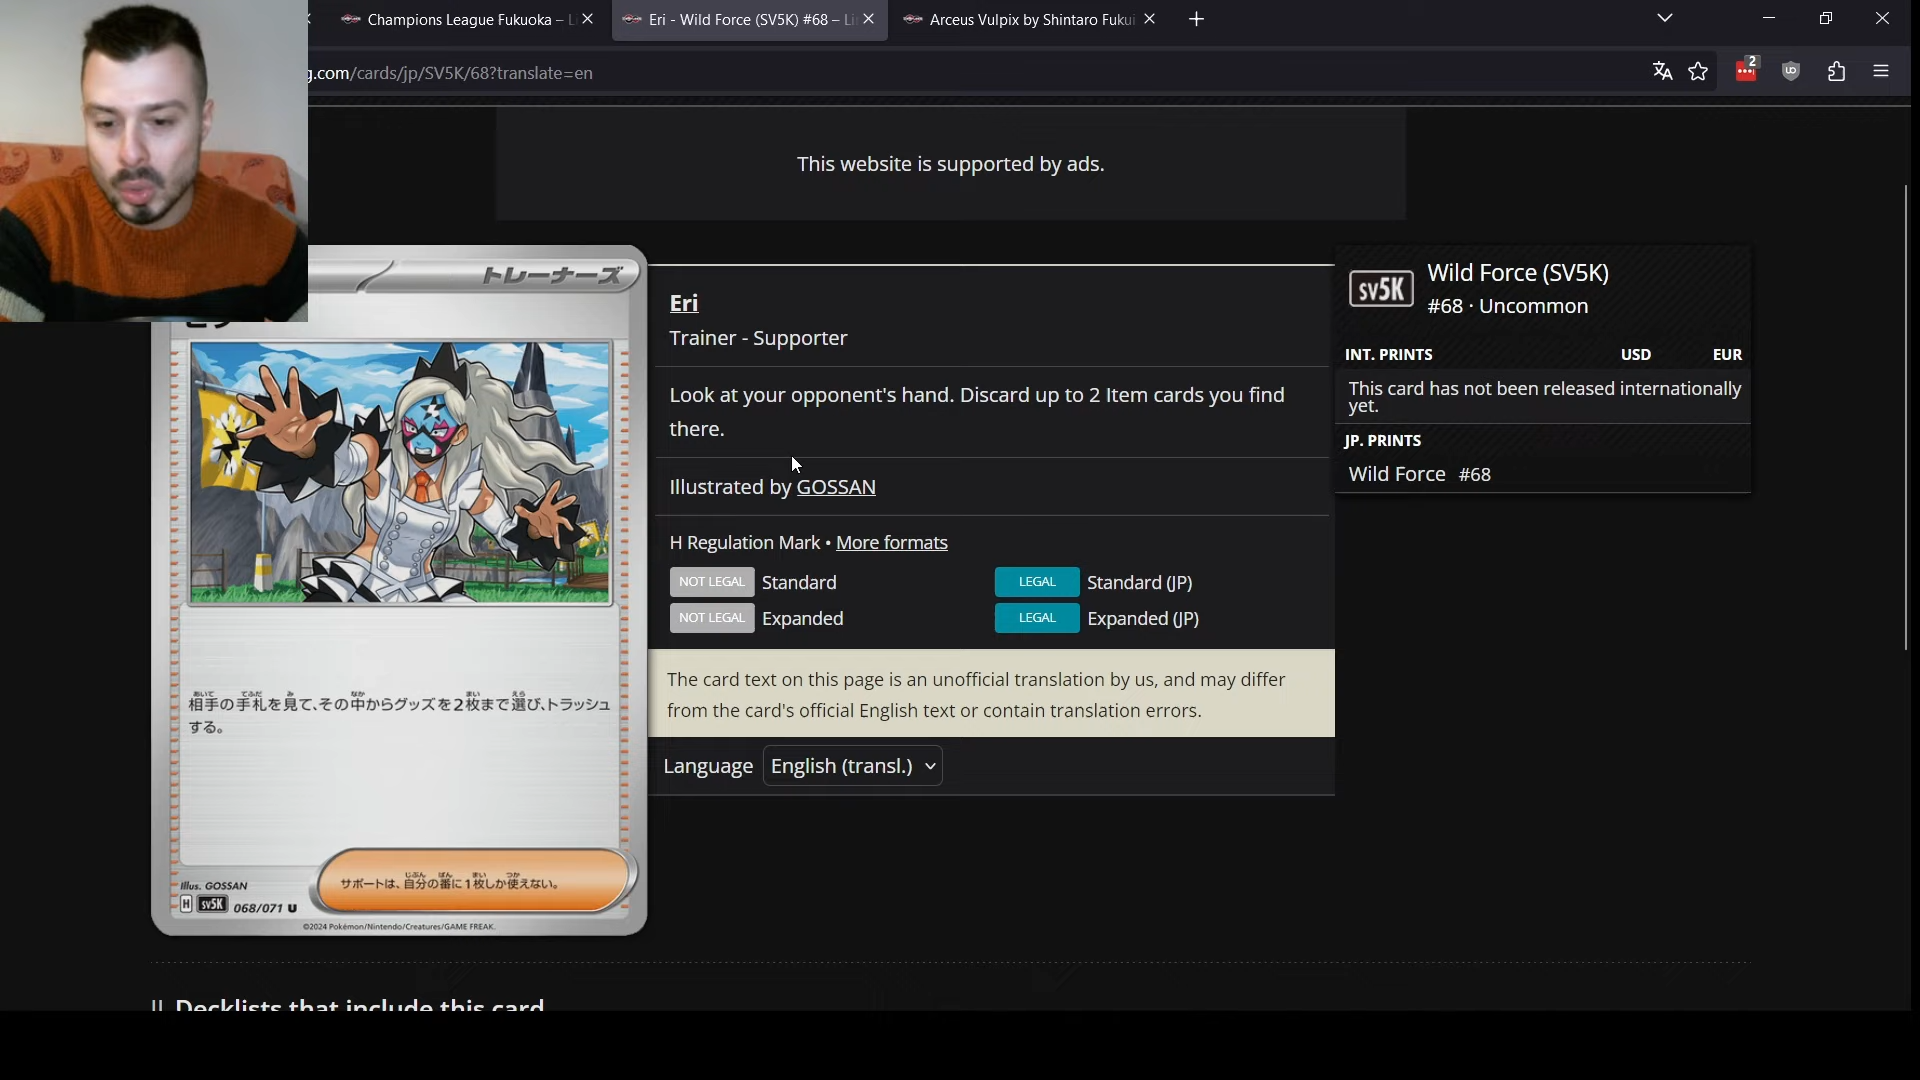 Champions League Fukuoka – Li
Eri - Wild Force (SV5K) #68 – Li
Arceus Vulpix by Shintaro Fukui
g.com/cards/jp/SV5K/68?translate=en
2
This website is supported by ads.
トレーナーズ
Eri
Trainer - Supporter
Look at your opponent's hand. Discard up to 2 Item cards you find
there.
Illustrated by GOSSAN
H Regulation Mark • More formats
NOT LEGAL Standard
LEGAL Standard (JP)
NOT LEGAL Expanded
LEGAL Expanded (JP)
The card text on this page is an unofficial translation by us, and may differ
from the card's official English text or contain translation errors.
Language English (transl.)
sv5K
Wild Force (SV5K)
#68 · Uncommon
INT. PRINTS USD EUR
This card has not been released internationally
yet.
JP. PRINTS
Wild Force #68
相手の手札を見て、その中からグッズを2枚まで選び、トラッシュ
する。
サポートは、自分の番に1枚しか使えない。
Illus. GOSSAN
H sv5K 068/071 U
©2024 Pokémon/Nintendo/Creatures/GAME FREAK.
Decklists that include this card